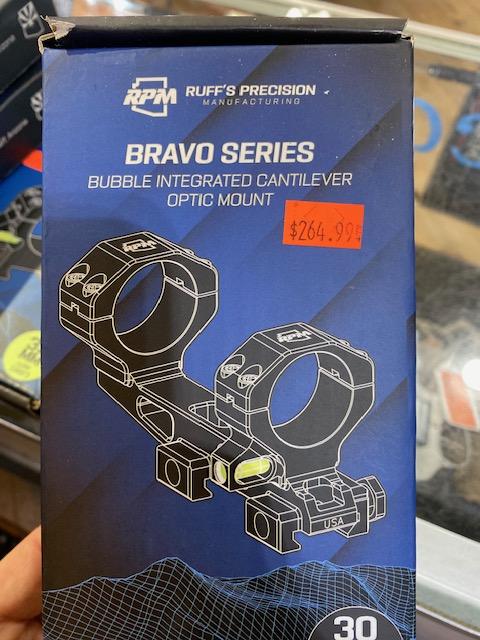 RPM RUFF'S PRECISION
MANUFACTURING
BRAVO SERIES
BUBBLE INTEGRATED CANTILEVER
OPTIC MOUNT
$264.99
RPM
RPM
USA
30